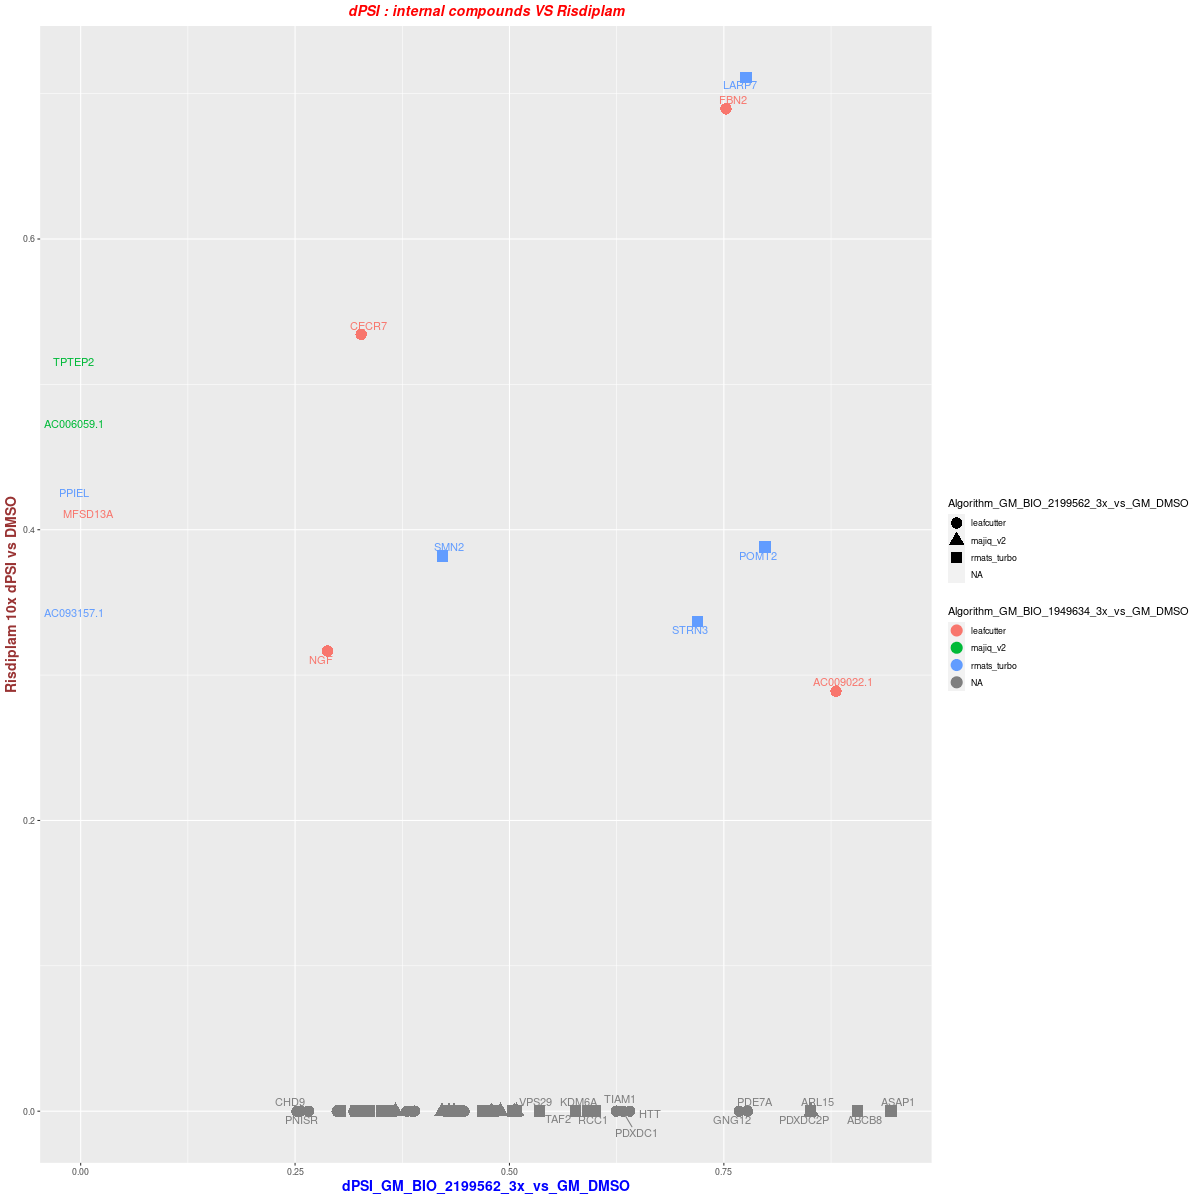 dPSI : internal compounds VS Risdiplam
LARP7
FBN2
0.6
CECR7
TPTEP2
AC006059.1
PPIEL
MFSD13A
0.4
SMN2
POMT2
AC093157.1
STRN3
NGF
AC009022.1
0.2
0.0
CHD9
PNISR
VPS29
TAF2
KDM6A
RCC1
TIAM1
HTT
PDXDC1
GNG12
PDE7A
PDXDC2P
ARL15
ABCB8
ASAP1
0.00
0.25
0.50
0.75
dPSI_GM_BIO_2199562_3x_vs_GM_DMSO
Risdiplam 10x dPSI vs DMSO
Algorithm_GM_BIO_2199562_3x_vs_GM_DMSO
leafcutter
majiq_v2
rmats_turbo
NA
Algorithm_GM_BIO_1949634_3x_vs_GM_DMSO
leafcutter
majiq_v2
rmats_turbo
NA